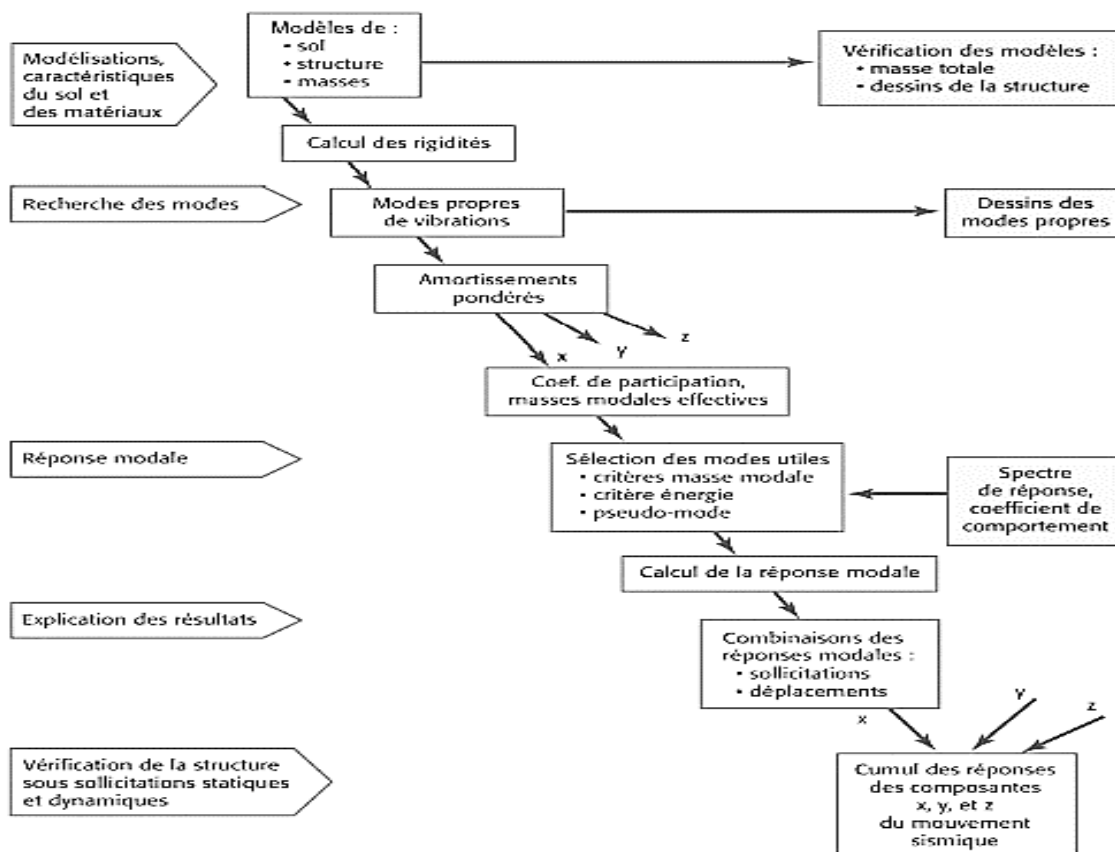 Modélisations,
caractéristiques
du sol et
des matériaux
Modèles de :
• sol
• structure
• masses
Vérification des modèles :
• masse totale
• dessins de la structure
Calcul des rigidités
Recherche des modes
Modes propres
de vibrations
Dessins des
modes propres
Amortissements
pondérés
x
y
z
Coef. de participation,
masses modales effectives
Réponse modale
Sélection des modes utiles
• critères masse modale
• critère énergie
• pseudo-mode
Spectre
de réponse,
coefficient de
comportement
Calcul de la réponse modale
Explication des résultats
Combinaisons des
réponses modales :
• sollicitations
• déplacements
x
y
z
Vérification de la structure
sous sollicitations statiques
et dynamiques
Cumul des réponses
des composantes
x, y, et z
du mouvement
sismique